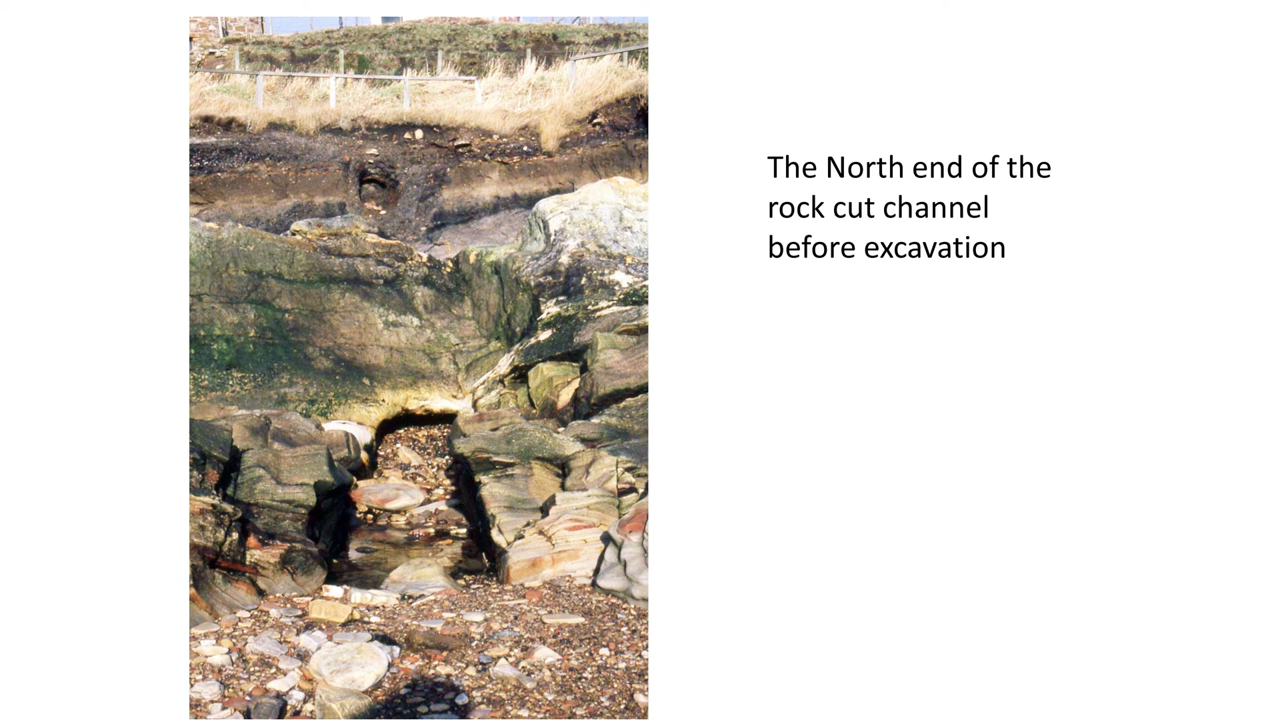 The North end of the
rock cut channel
before excavation